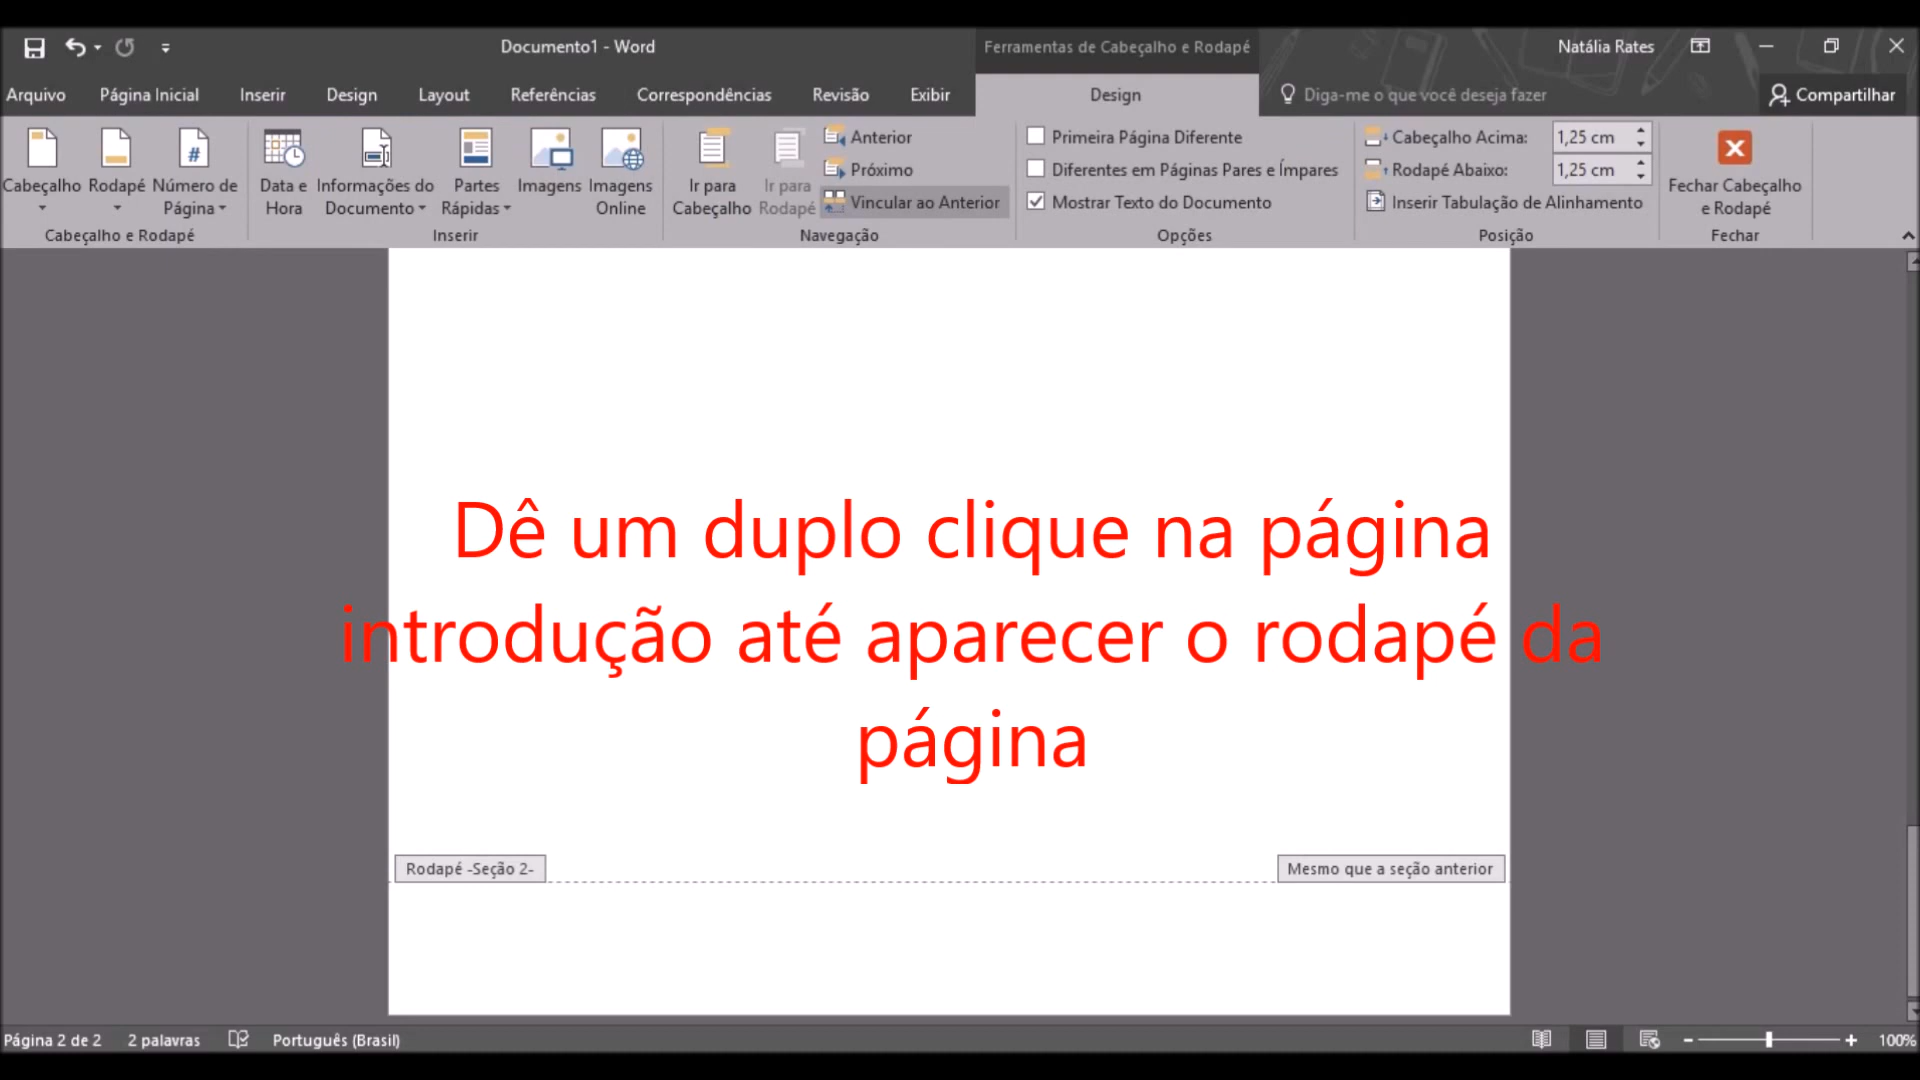 Documento1 - Word
Ferramentas de Cabeçalho e Rodapé
Natália Rates
Arquivo Página Inicial Inserir Design Layout Referências Correspondências Revisão Exibir Design Diga-me o que você deseja fazer Compartilhar
Cabeçalho
Rodapé
Número de
Página
Cabeçalho e Rodapé
Data e
Hora
Informações do
Documento
Partes
Rápidas
Imagens
Imagens
Online
Inserir
Ir para
Cabeçalho
Ir para
Rodapé
Anterior
Próximo
Vincular ao Anterior
Navegação
Primeira Página Diferente
Diferentes em Páginas Pares e Ímpares
Mostrar Texto do Documento
Opções
Cabeçalho Acima: 1,25 cm
Rodapé Abaixo: 1,25 cm
Inserir Tabulação de Alinhamento
Posição
Fechar Cabeçalho
e Rodapé
Fechar
Dê um duplo clique na página
introdução até aparecer o rodapé da
página
Rodapé -Seção 2-
Mesmo que a seção anterior
Página 2 de 2 2 palavras Português (Brasil) 100%